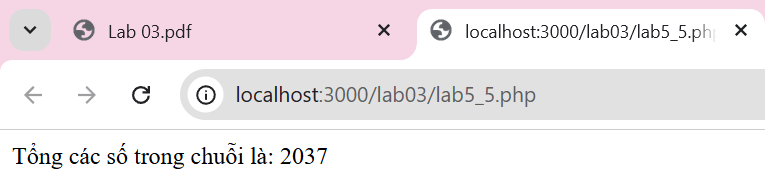 Lab 03.pdf
localhost:3000/lab03/lab5_5.php
localhost:3000/lab03/lab5_5.php
Tổng các số trong chuỗi là: 2037